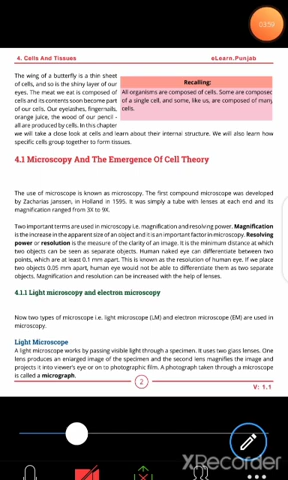 03:59
4. Cells And Tissues
eLearn.Punjab
The wing of a butterfly is a thin sheet
of cells, and so is the shiny layer of our
eyes. The meat we eat is composed of
cells and its contents soon become part
of our cells. Our eyelashes, fingernails,
orange juice, the wood of our pencil -
all are produced by cells. In this chapter
Recalling:
All organisms are composed of cells. Some are composed
of a single cell, and some, like us, are composed of many
cells.
we will take a close look at cells and learn about their internal structure. We will also learn how
specific cells group together to form tissues.
4.1 Microscopy And The Emergence Of Cell Theory
The use of microscope is known as microscopy. The first compound microscope was developed
by Zacharias Janssen, in Holland in 1595. It was simply a tube with lenses at each end and its
magnification ranged from 3X to 9X.
Two important terms are used in microscopy i.e. magnification and resolving power. Magnification
is the increase in the apparent size of an object and it is an important factor in microscopy. Resolving
power or resolution is the measure of the clarity of an image. It is the minimum distance at which
two objects can be seen as separate objects. Human naked eye can differentiate between two
points, which are at least 0.1 mm apart. This is known as the resolution of human eye. If we place
two objects 0.05 mm apart, human eye would not be able to differentiate them as two separate
objects. Magnification and resolution can be increased with the help of lenses.
4.1.1 Light microscopy and electron microscopy
Now two types of microscope i.e. light microscope (LM) and electron microscope (EM) are used in
microscopy.
Light Microscope
A light microscope works by passing visible light through a specimen. It uses two glass lenses. One
lens produces an enlarged image of the specimen and the second lens magnifies the image and
projects it into viewer's eye or on to photographic film. A photograph taken through a microscope
is called a micrograph.
2
V: 1.1
XRecorder